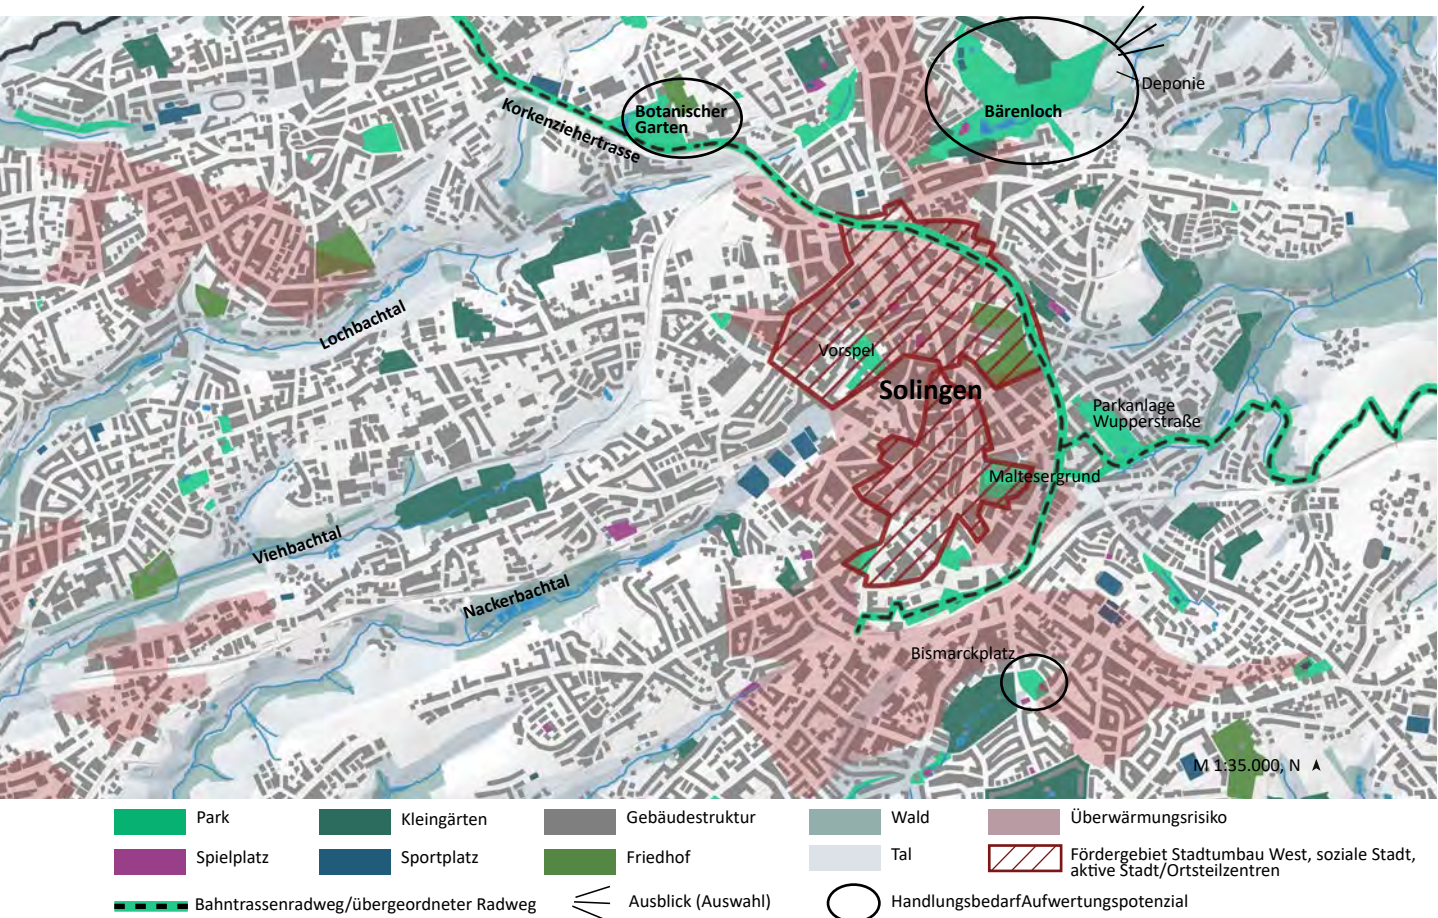 Deponie
Bärenloch
Botanischer
Garten
Korkenziehertrasse
Lochbachtal
Vorspel
Solingen
Parkanlage
Wupperstraße
Maltesergrund
Viehbachtal
Nackerbachtal
Bismarckplatz
M 1:35.000, N
Park
Kleingärten
Gebäudestruktur
Wald
Überwärmungsrisiko
Spielplatz
Sportplatz
Friedhof
Tal
Fördergebiet Stadtumbau West, soziale Stadt,
aktive Stadt/Ortsteilzentren
Bahntrassenradweg/übergeordneter Radweg
Ausblick (Auswahl)
HandlungsbedarfAufwertungspotenzial